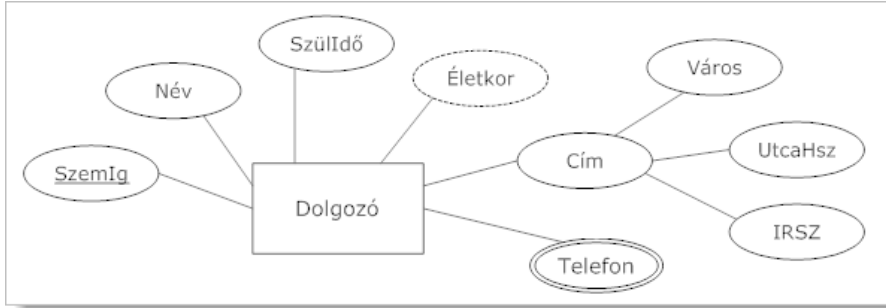 SzülIdő
Életkor
Város
Név
SzemIg
Cím
UtcaHsz
Dolgozó
IRSZ
Telefon